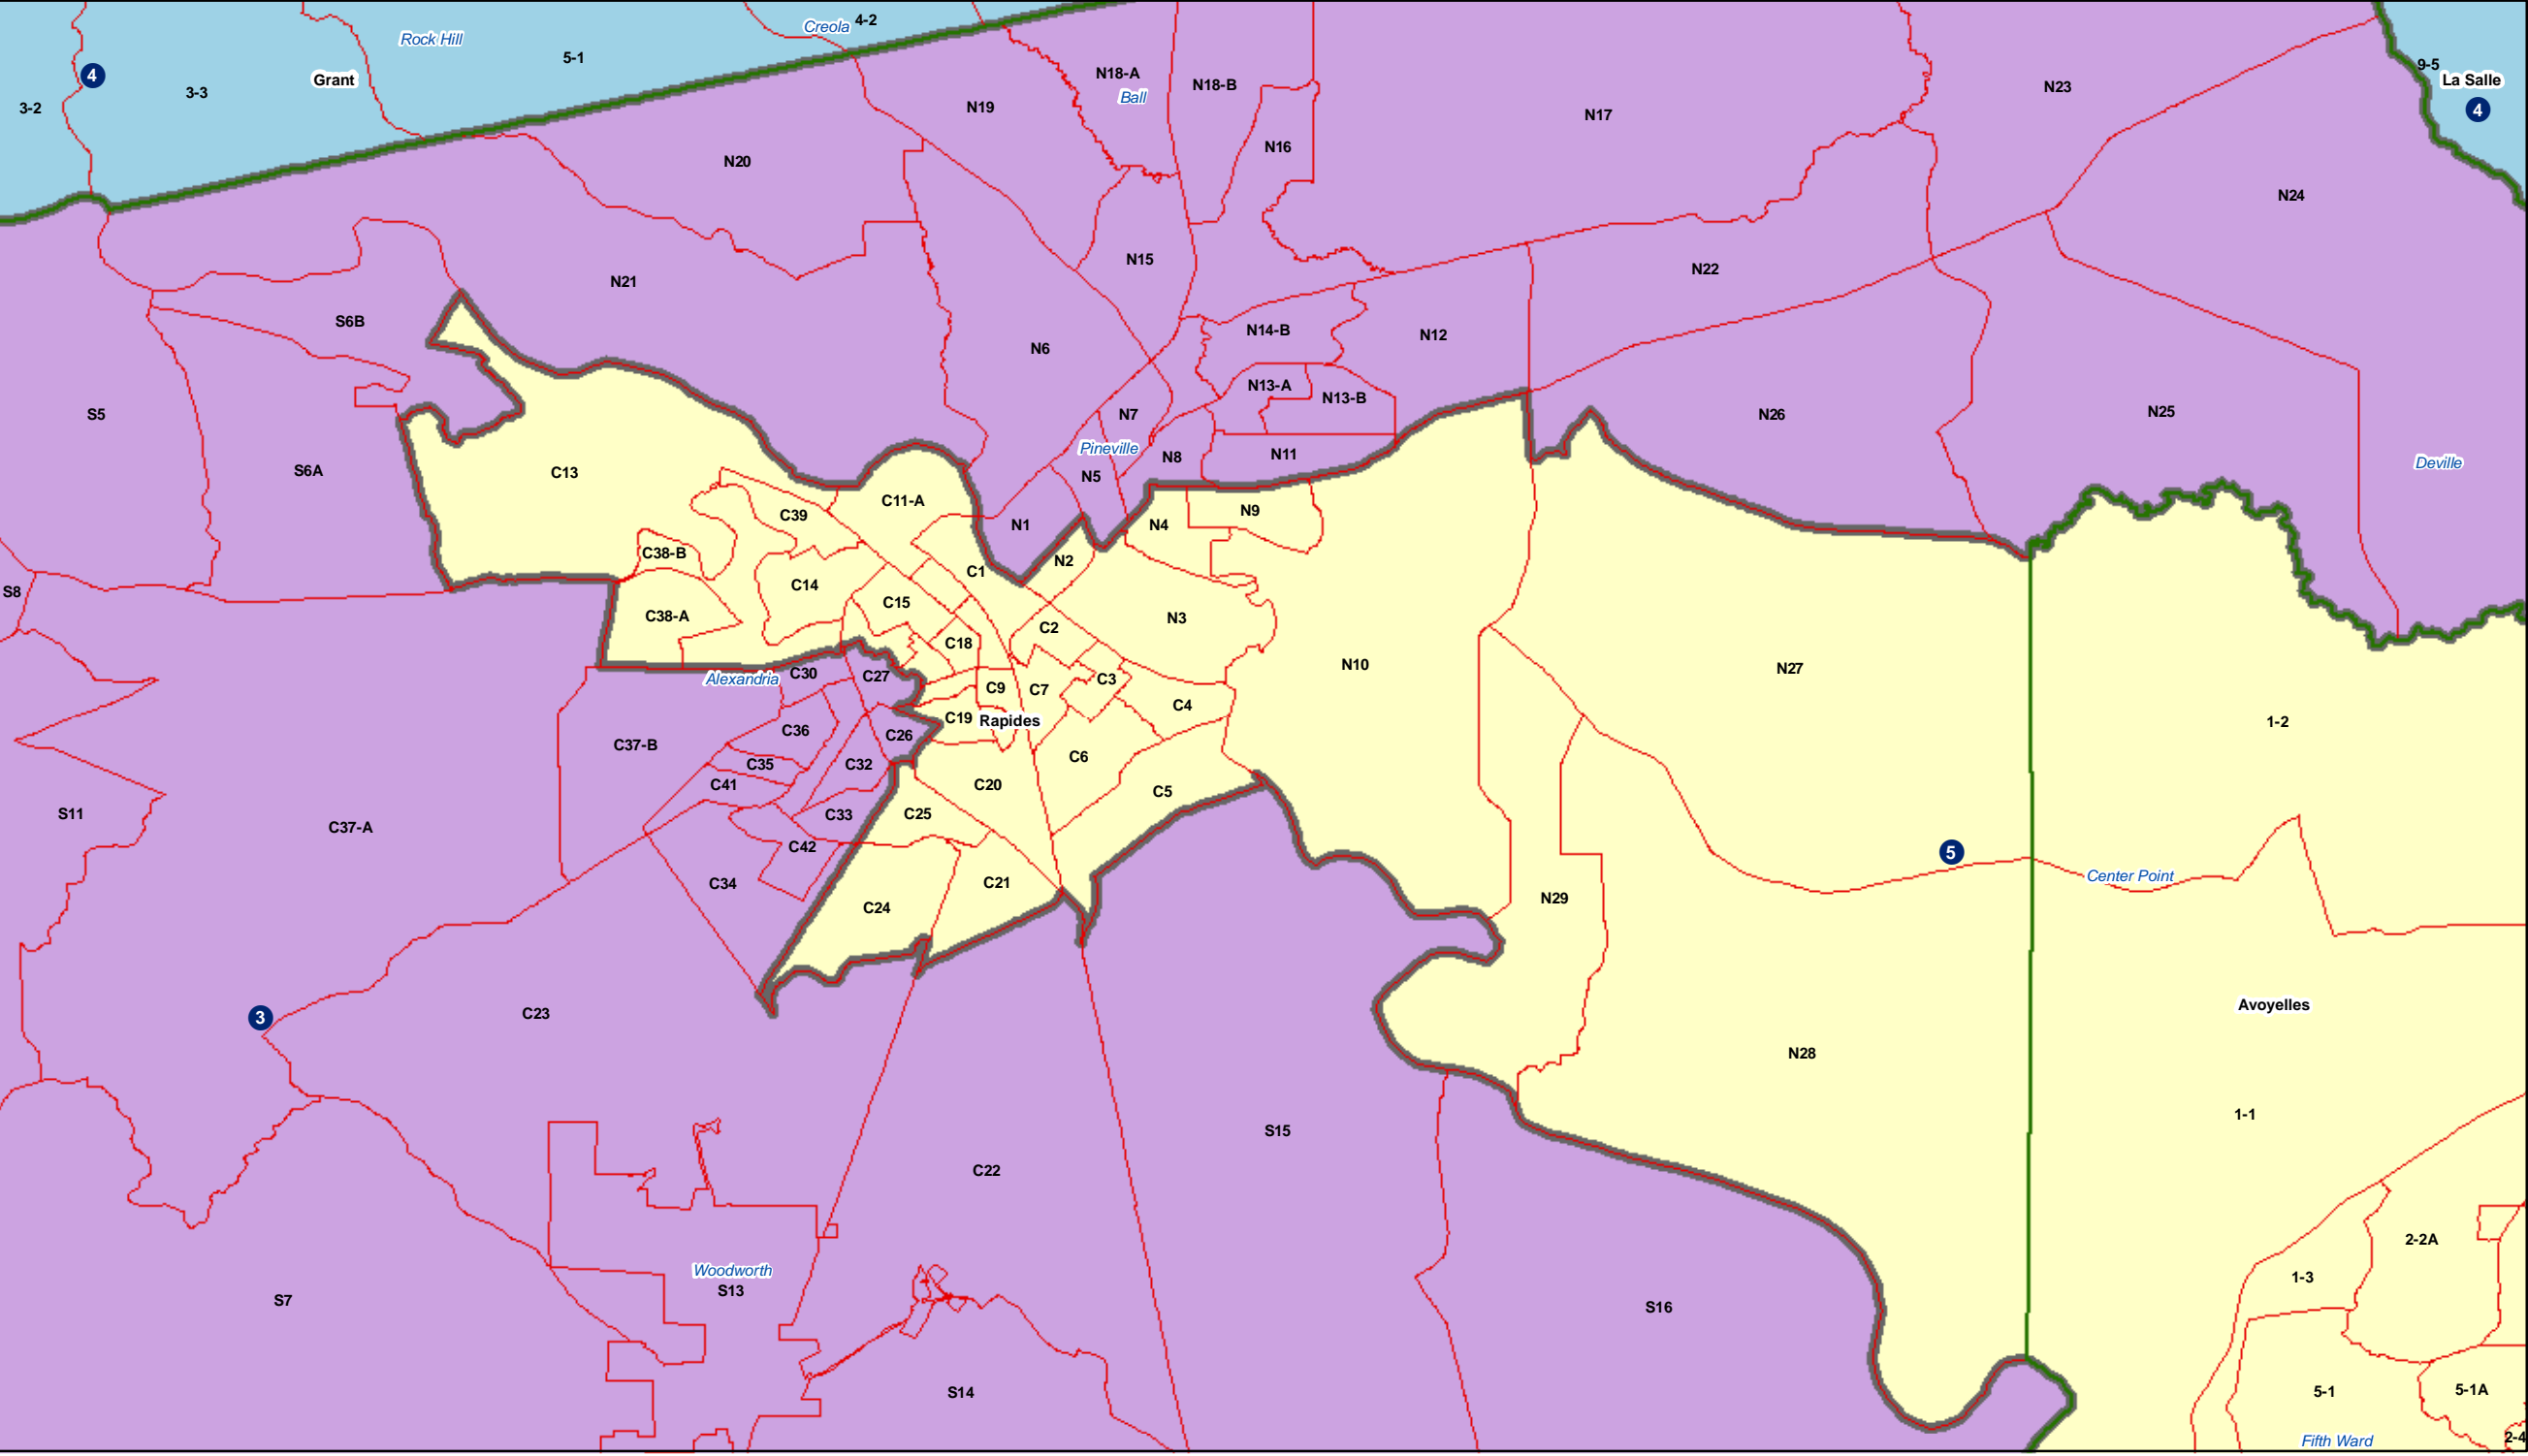 4-2
Creola
Rock Hill
5-1
9-5
La Salle
4
Grant
4
3-3
3-2
N18-A
Ball
N18-B
N19
N17
N23
N16
N20
N24
N15
N22
N21
S6B
N14-B
N12
N6
N13-A
N13-B
N7
S5
N26
N25
Pineville
N11
N8
N5
Deville
S6A
C13
C11-A
C39
N1
N4
N9
C38-B
N2
C1
C14
S8
C15
C38-A
N3
C2
C18
N10
N27
C30
C27
Alexandria
C9
C7
C3
C4
C19
Rapides
1-2
C36
C26
C37-B
C35
C32
C6
C41
C20
C5
S11
C37-A
C33
C25
C42
5
Center Point
C34
C21
N29
C24
Avoyelles
3
C23
N28
1-1
S15
C22
2-2A
Woodworth
S13
1-3
S7
S16
S14
5-1
5-1A
Fifth Ward
2-4